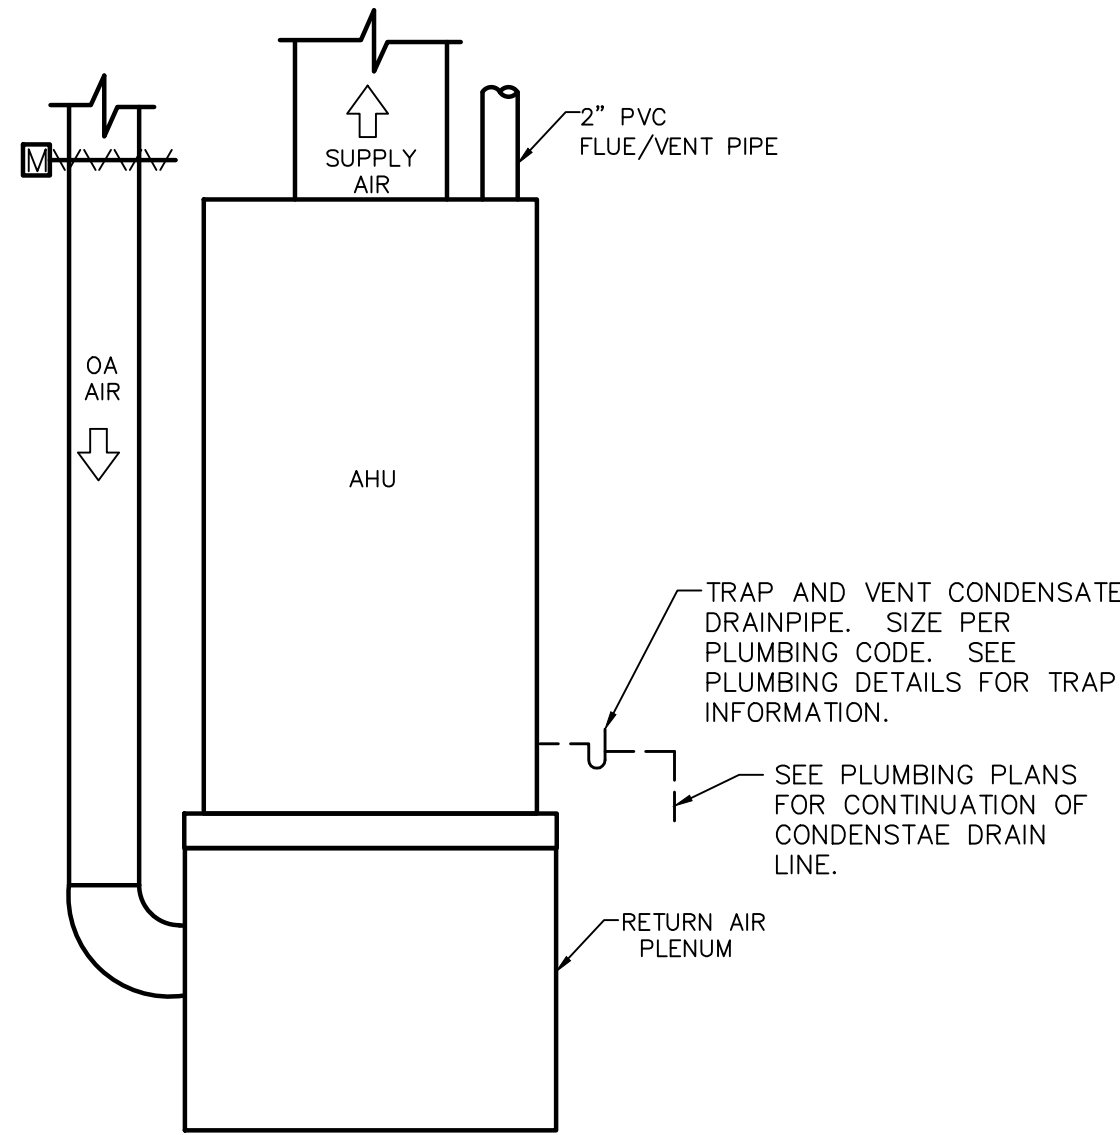 2" PVC
FLUE/VENT PIPE
M
SUPPLY
AIR
OA
AIR
AHU
TRAP AND VENT CONDENSATE
DRAINPIPE. SIZE PER
PLUMBING CODE. SEE
PLUMBING DETAILS FOR TRAP
INFORMATION.
SEE PLUMBING PLANS
FOR CONTINUATION OF
CONDENSTAE DRAIN
LINE.
RETURN AIR
PLENUM